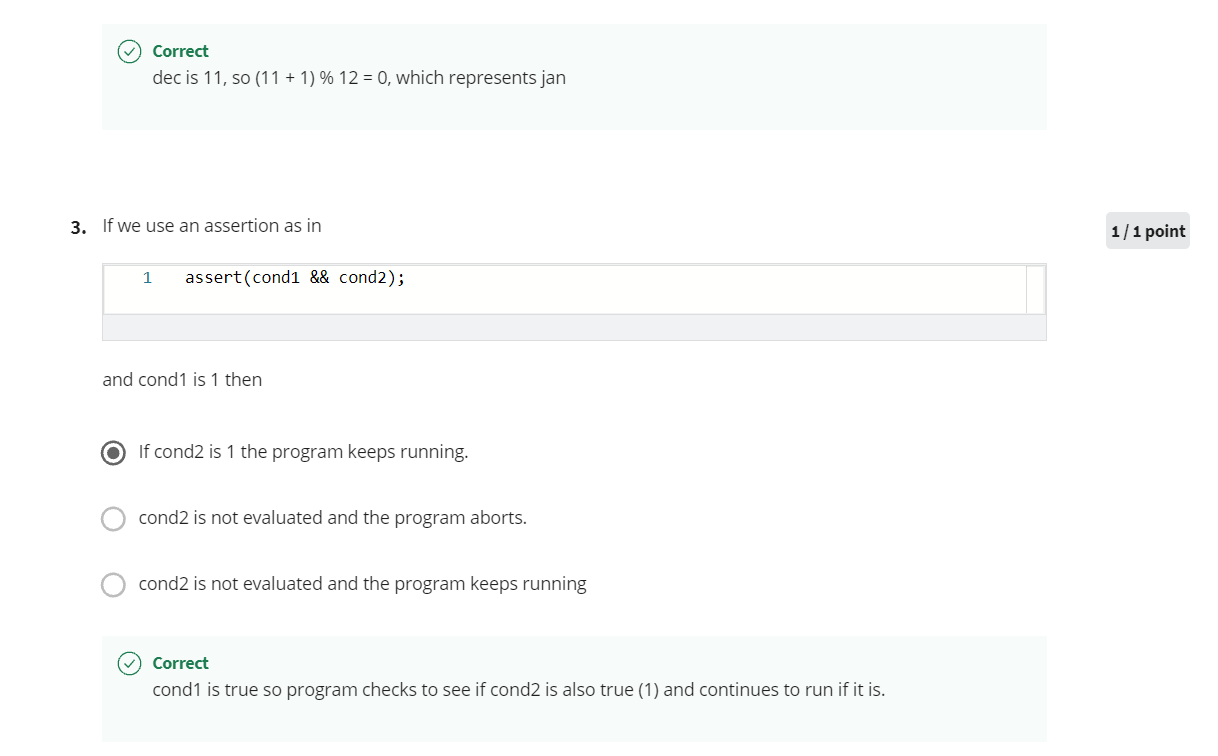 Correct
dec is 11, so (11 + 1) % 12 = 0, which represents jan
3. If we use an assertion as in
1 / 1 point
1 assert(cond1 && cond2);
and cond1 is 1 then
If cond2 is 1 the program keeps running.
cond2 is not evaluated and the program aborts.
cond2 is not evaluated and the program keeps running
Correct
cond1 is true so program checks to see if cond2 is also true (1) and continues to run if it is.